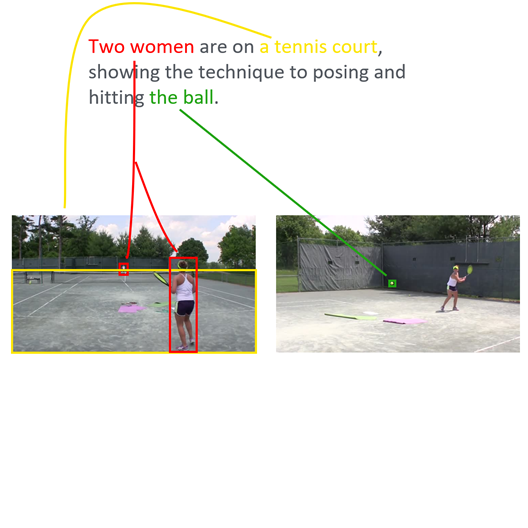 Two women are on a tennis court,
showing the technique to posing and
hitting the ball.